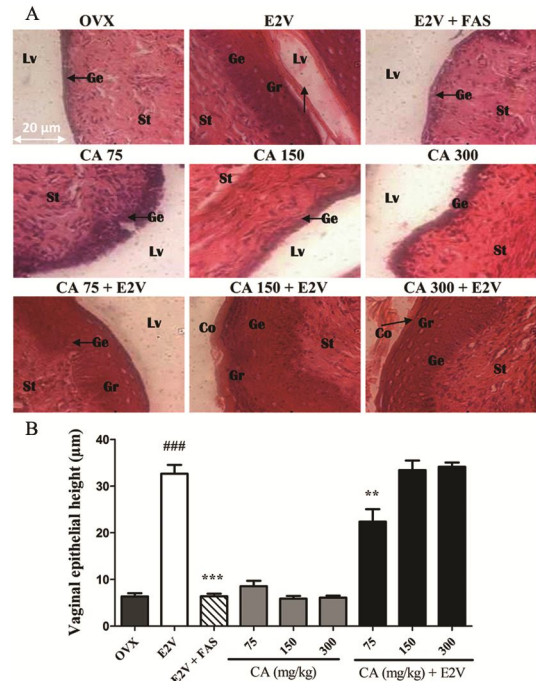 A
OVX E2V E2V + FAS
Lv Ge St 20 µm
Ge Lv Gr St
Lv Ge St
CA 75 CA 150 CA 300
St Ge Lv
St Ge Lv
Lv Ge St
CA 75 + E2V CA 150 + E2V CA 300 + E2V
Lv Ge St Gr
Co Ge St Gr
Co Gr Ge St
B
Vaginal epithelial height (µm)
40
30
20
10
0
###
***
**
OVX E2V E2V + FAS 75 150 300 75 150 300
CA (mg/kg) CA (mg/kg) + E2V